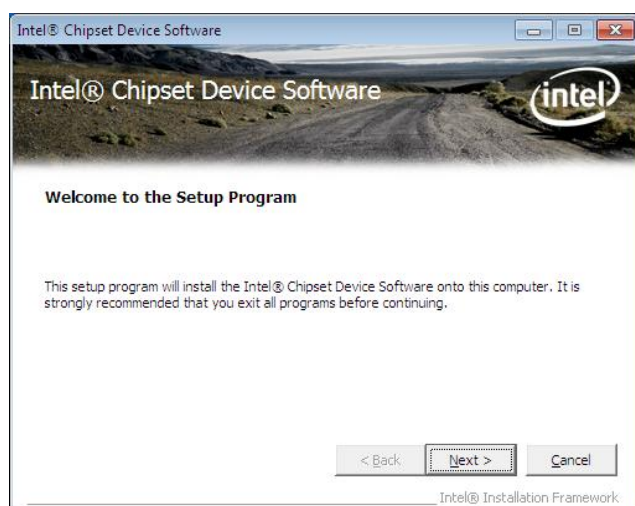 Intel® Chipset Device Software
Intel® Chipset Device Software
intel
Welcome to the Setup Program
This setup program will install the Intel® Chipset Device Software onto this computer. It is
strongly recommended that you exit all programs before continuing.
< Back Next > Cancel
Intel® Installation Framework